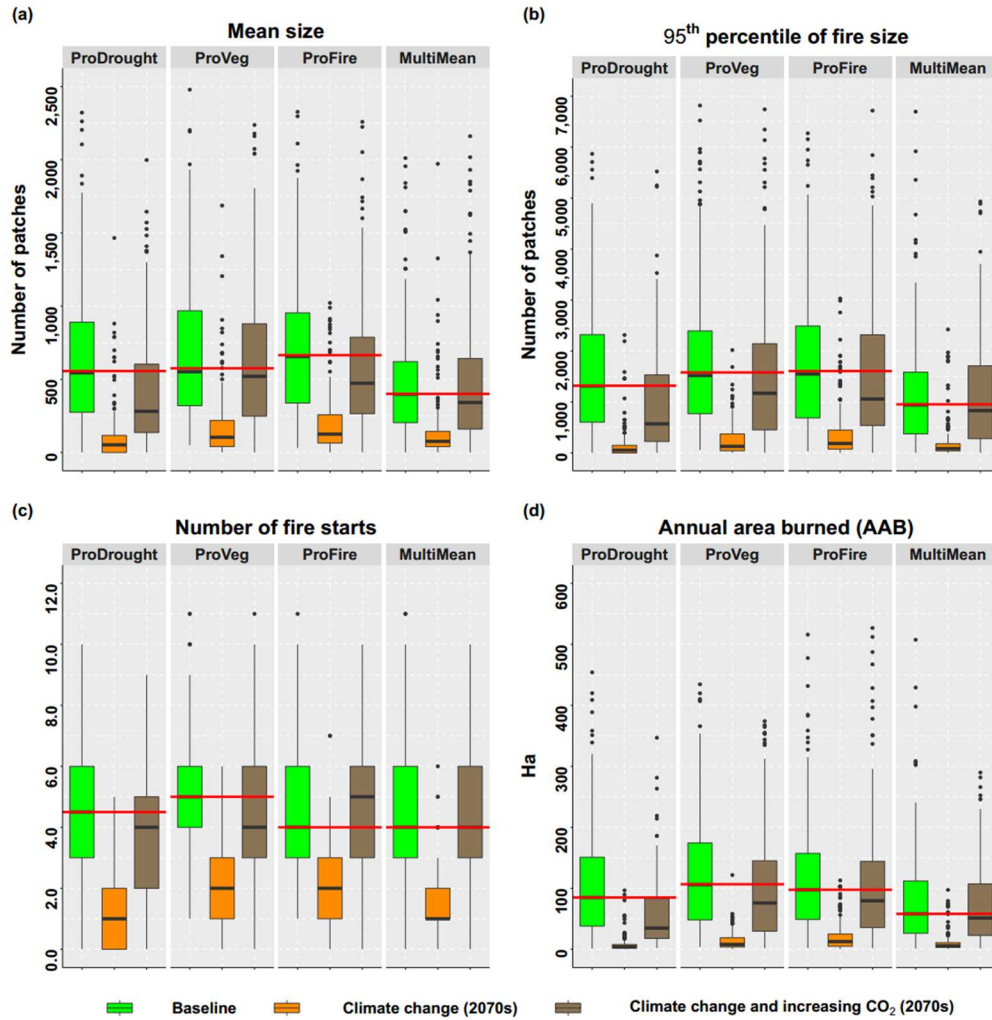 (a)
Mean size
ProDrought ProVeg ProFire MultiMean
Number of patches
2,500
2,000
1,500
1,000
500
0
(b)
95th percentile of fire size
ProDrought ProVeg ProFire MultiMean
Number of patches
7,000
6,000
5,000
4,000
3,000
2,000
1,000
0
(c)
Number of fire starts
ProDrought ProVeg ProFire MultiMean
12.0
10.0
8.0
6.0
4.0
2.0
0.0
(d)
Annual area burned (AAB)
ProDrought ProVeg ProFire MultiMean
Ha
600
500
400
300
200
100
0
Baseline Climate change (2070s) Climate change and increasing CO2 (2070s)